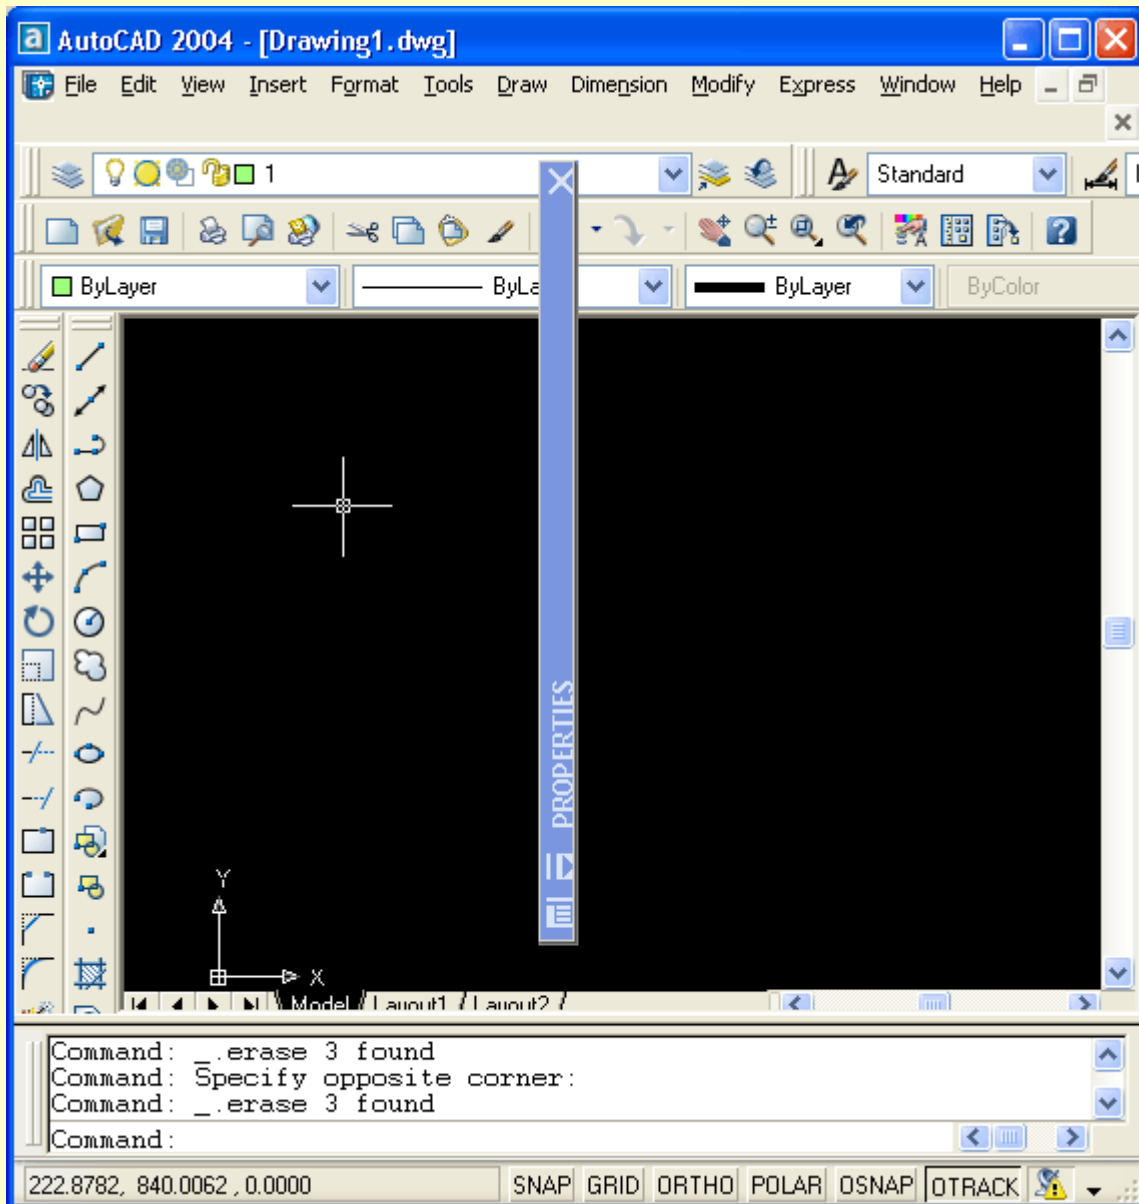 AutoCAD 2004 - [Drawing1.dwg]
File Edit View Insert Format Tools Draw Dimension Modify Express Window Help
1 Standard
ByLayer ByLa ByLayer ByColor
PROPERTIES
Y
X
Model Layout1 Layout2
Command: _.erase 3 found
Command: Specify opposite corner:
Command: _.erase 3 found
Command:
222.8782, 840.0062 , 0.0000 SNAP GRID ORTHO POLAR OSNAP OTRACK